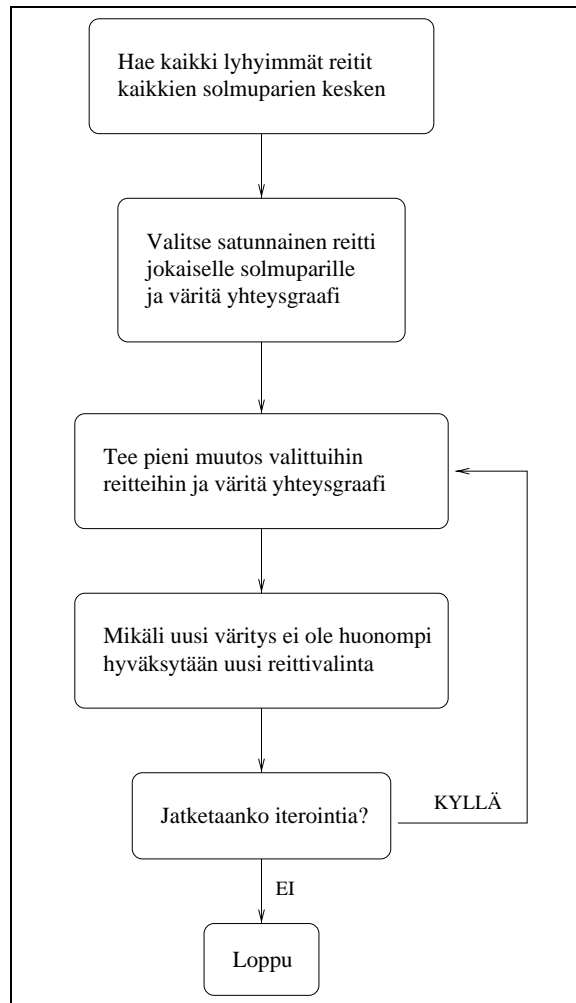 Hae kaikki lyhyimmät reitit
kaikkien solmuparien kesken
Valitse satunnainen reitti
jokaiselle solmuparille
ja väritä yhteysgraafi
Tee pieni muutos valittuihin
reitteihin ja väritä yhteysgraafi
Mikäli uusi väritys ei ole huonompi
hyväksytään uusi reittivalinta
Jatketaanko iterointia?
KYLLÄ
EI
Loppu